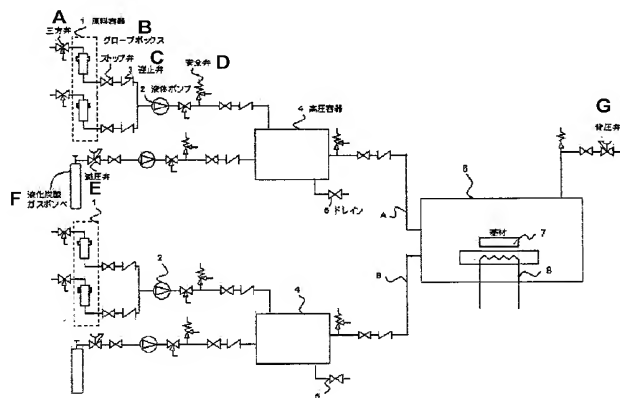 A
三方弁
1 原料容器
B
グローブボックス
ストップ弁
C
3 逆止弁
2 液体ポンプ
安全弁 D
4 高圧容器
G
背圧弁
F 液化炭酸
ガスボンベ
減圧弁
E
5 ドレイン
A
6
基材
7
8
1
2
B
4
5